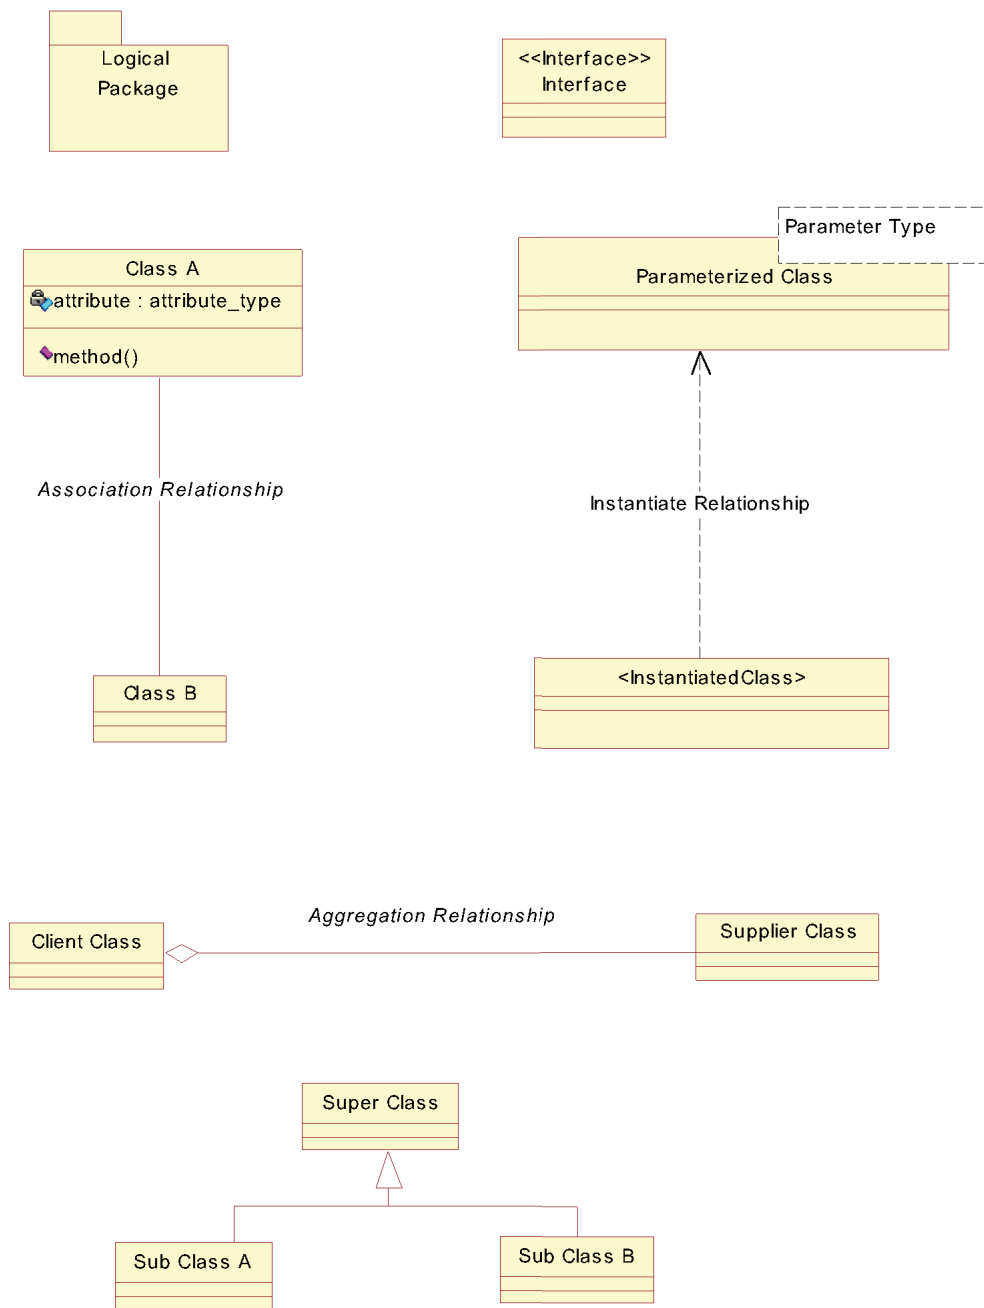 Logical
Package
<<Interface>>
Interface
Parameter Type
Class A
attribute : attribute_type
method()
Parameterized Class
Association Relationship
Instantiate Relationship
Class B
<InstantiatedClass>
Aggregation Relationship
Client Class
Supplier Class
Super Class
Sub Class A
Sub Class B